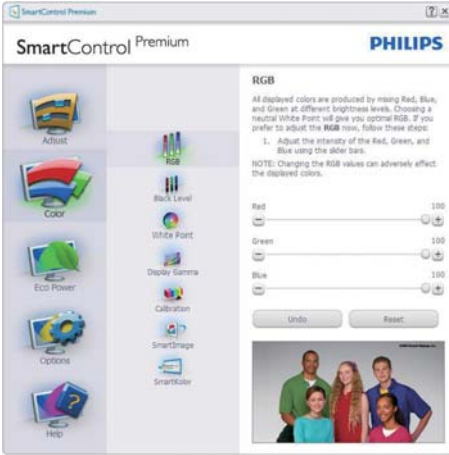 SmartControl Premium
SmartControl Premium
PHILIPS
Adjust
Color
Eco Power
Options
Help
RGB
Black Level
White Point
Display Gamma
Calibration
SmartImage
SmartKolor
RGB
All displayed colors are produced by mixing Red, Blue,
and Green at different brightness levels. Choosing a
neutral White Point will give you optimal RGB. If you
prefer to adjust the RGB now, follow these steps:
1. Adjust the intensity of the Red, Green, and
Blue using the slider bars.
NOTE: Changing the RGB values can adversely effect
the displayed colors.
Red 100
Green 100
Blue 100
Undo Reset